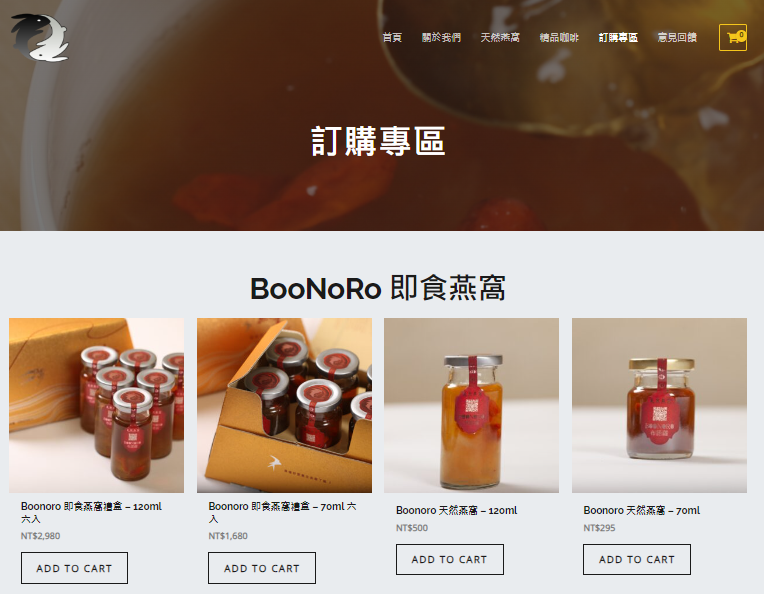 首頁 關於我們 天然燕窩 精品咖啡 訂購專區 意見回饋 0
訂購專區
BooNoRo 即食燕窩
Boonoro 即食燕窩禮盒 – 120ml
六入
NT$2,980
ADD TO CART
Boonoro 即食燕窩禮盒 – 70ml 六
入
NT$1,680
ADD TO CART
Boonoro 天然燕窩 – 120ml
NT$500
ADD TO CART
Boonoro 天然燕窩 – 70ml
NT$295
ADD TO CART